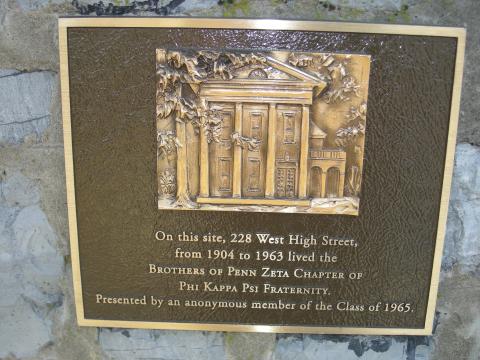 On this site, 228 West High Street,
from 1904 to 1963 lived the
Brothers of Penn Zeta Chapter of
Phi Kappa Psi Fraternity.
Presented by an anonymous member of the Class of 1965.